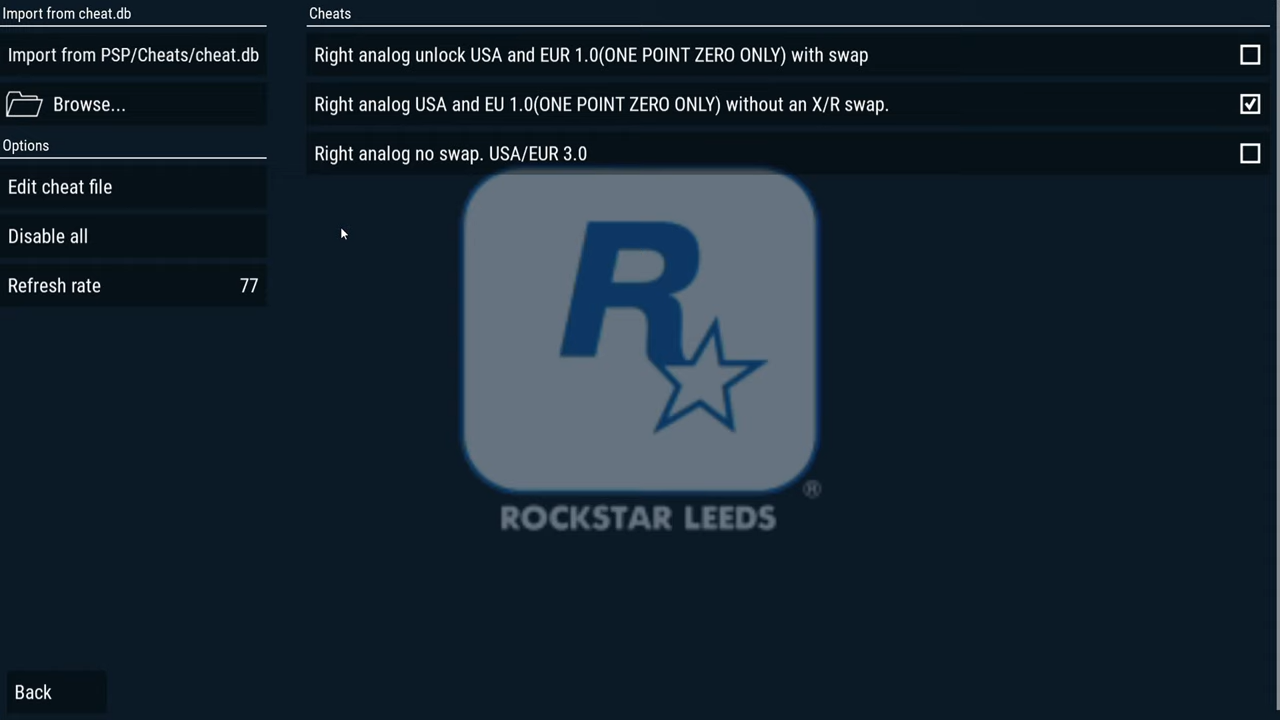 Import from cheat.db
Import from PSP/Cheats/cheat.db
Browse...
Options
Edit cheat file
Disable all
Refresh rate 77
Back
Cheats
Right analog unlock USA and EUR 1.0(ONE POINT ZERO ONLY) with swap
Right analog USA and EU 1.0(ONE POINT ZERO ONLY) without an X/R swap.
Right analog no swap. USA/EUR 3.0
R
®
ROCKSTAR LEEDS